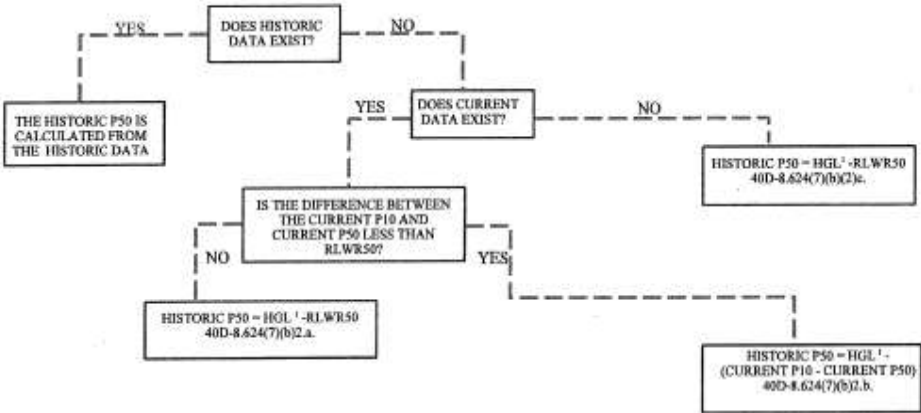 DOES HISTORIC
DATA EXIST?
YES
NO
THE HISTORIC P50 IS
CALCULATED FROM
THE HISTORIC DATA
DOES CURRENT
DATA EXIST?
YES
NO
HISTORIC P50 = HGL¹ -RLWR50
40D-8.624(7)(b)(2)c.
IS THE DIFFERENCE BETWEEN
THE CURRENT P10 AND
CURRENT P50 LESS THAN
RLWR50?
NO
YES
HISTORIC P50 = HGL ¹ -RLWR50
40D-8.624(7)(b)2.a.
HISTORIC P50 = HGL ¹ -
(CURRENT P10 - CURRENT P50)
40D-8.624(7)(b)2.b.